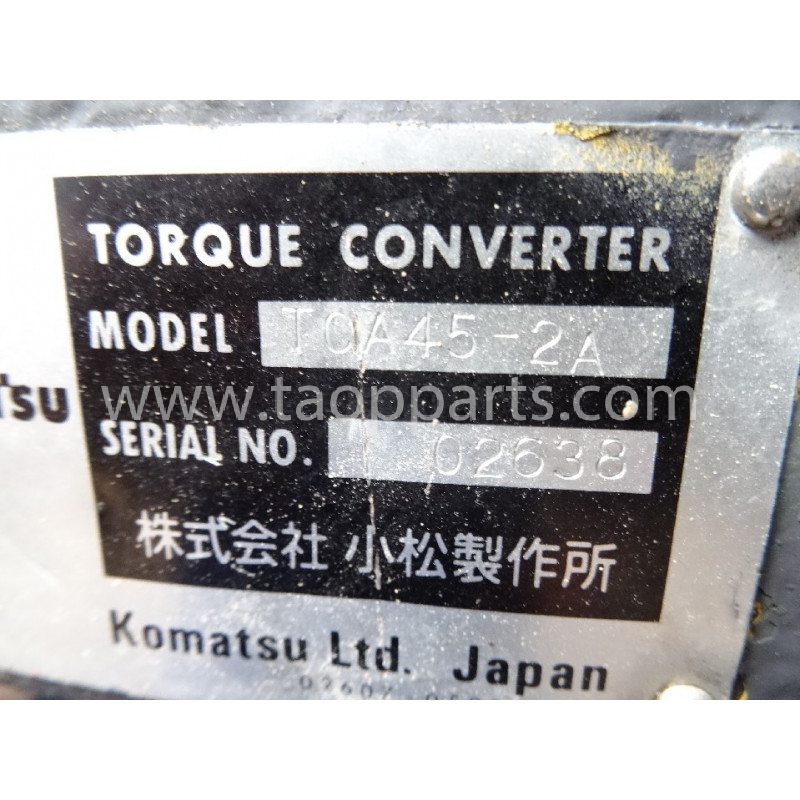 TORQUE CONVERTER
MODEL TCA45-2A
tsu
www.taopparts.com
SERIAL NO. 02638
株式会社 小松製作所
Komatsu Ltd. Japan